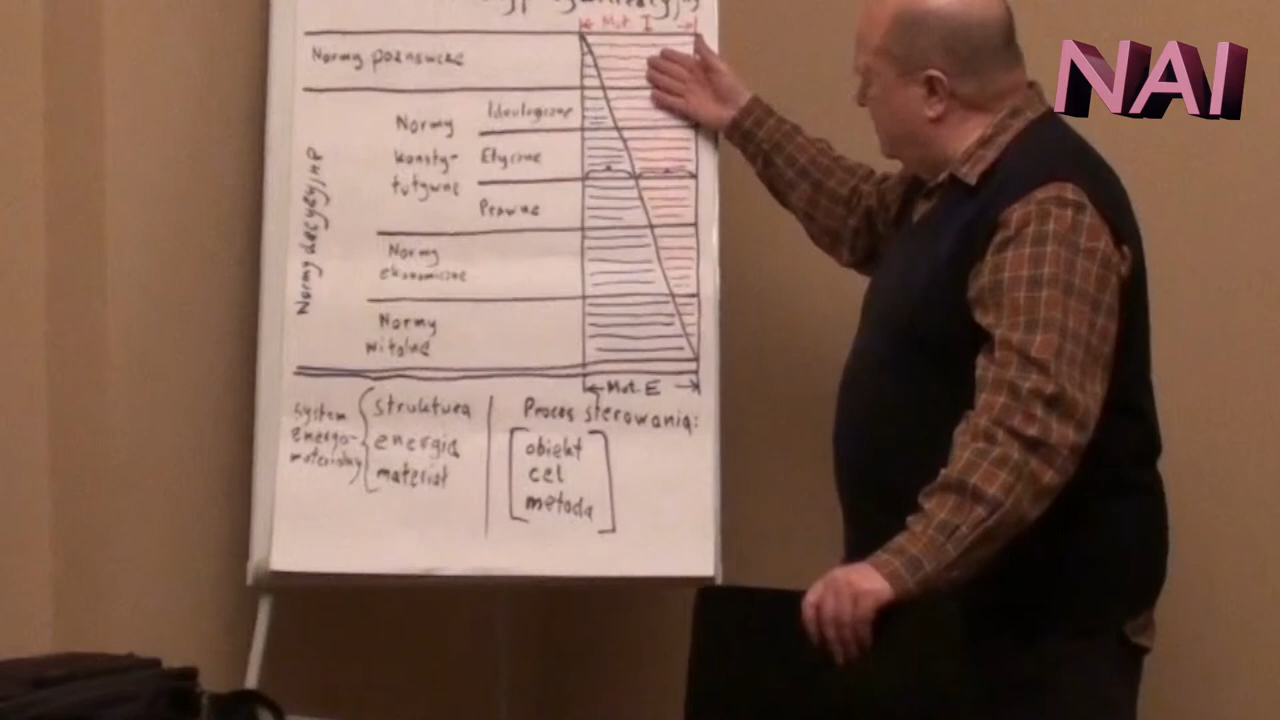 Mot. I
NAI
Normy poznawcze
Normy decyzyjne
Normy
konsty-
tutywne
Ideologiczne
Etyczne
Prawne
Normy
ekonomiczne
Normy
witalne
Mot. E
System
energo-
materialny
struktura
energia
materiał
Proces sterowania:
obiekt
cel
metoda